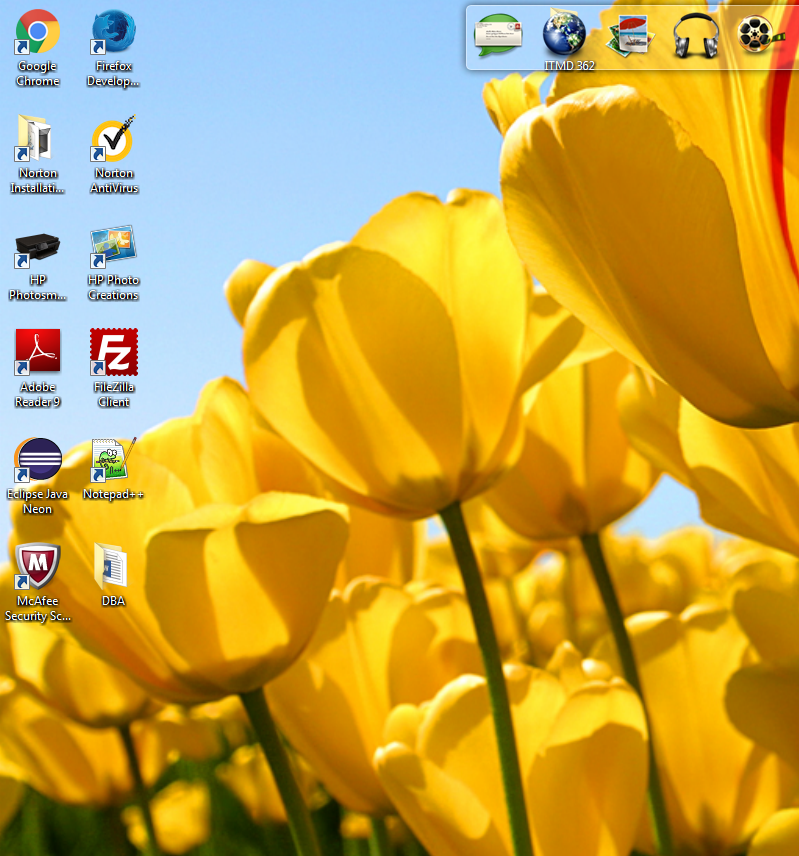 Google
Chrome
Firefox
Develop...
Norton
Installati...
Norton
AntiVirus
HP
Photosm...
HP Photo
Creations
Adobe
Reader 9
FileZilla
Client
Eclipse Java
Neon
Notepad++
McAfee
Security Sc...
DBA
ITMD 362